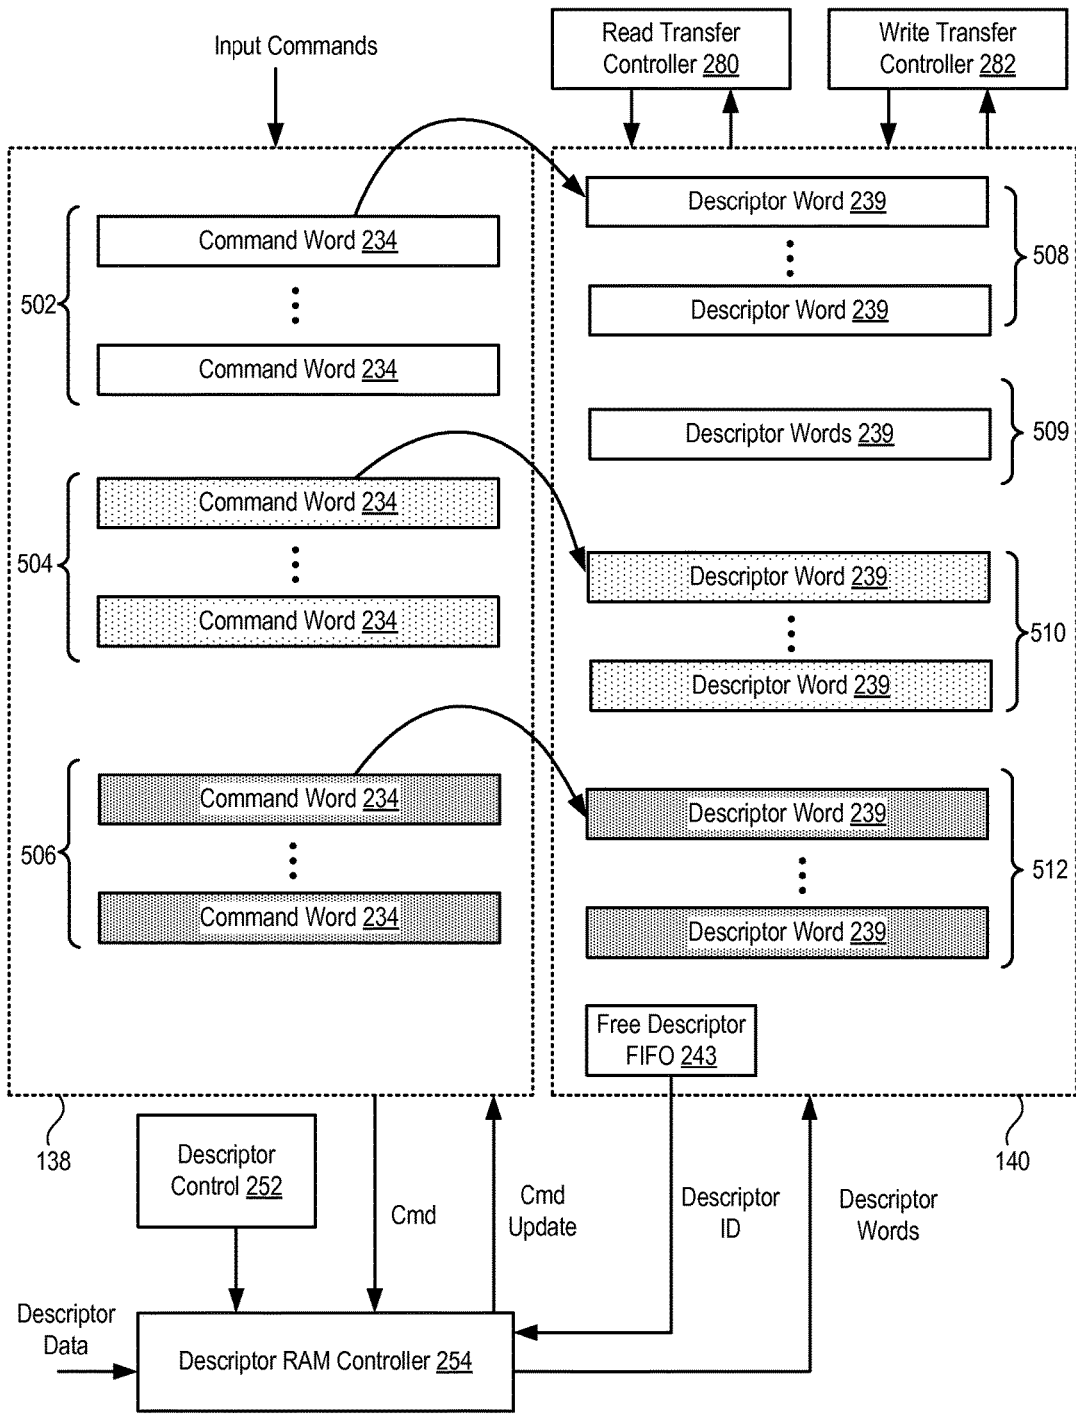 Input Commands
Read Transfer
Controller 280
Write Transfer
Controller 282
502
Command Word 234
Command Word 234
504
Command Word 234
Command Word 234
506
Command Word 234
Command Word 234
Descriptor Word 239
Descriptor Word 239
508
Descriptor Words 239
509
Descriptor Word 239
Descriptor Word 239
510
Descriptor Word 239
Descriptor Word 239
512
Free Descriptor
FIFO 243
138
140
Descriptor
Control 252
Cmd
Cmd
Update
Descriptor
ID
Descriptor
Words
Descriptor
Data
Descriptor RAM Controller 254